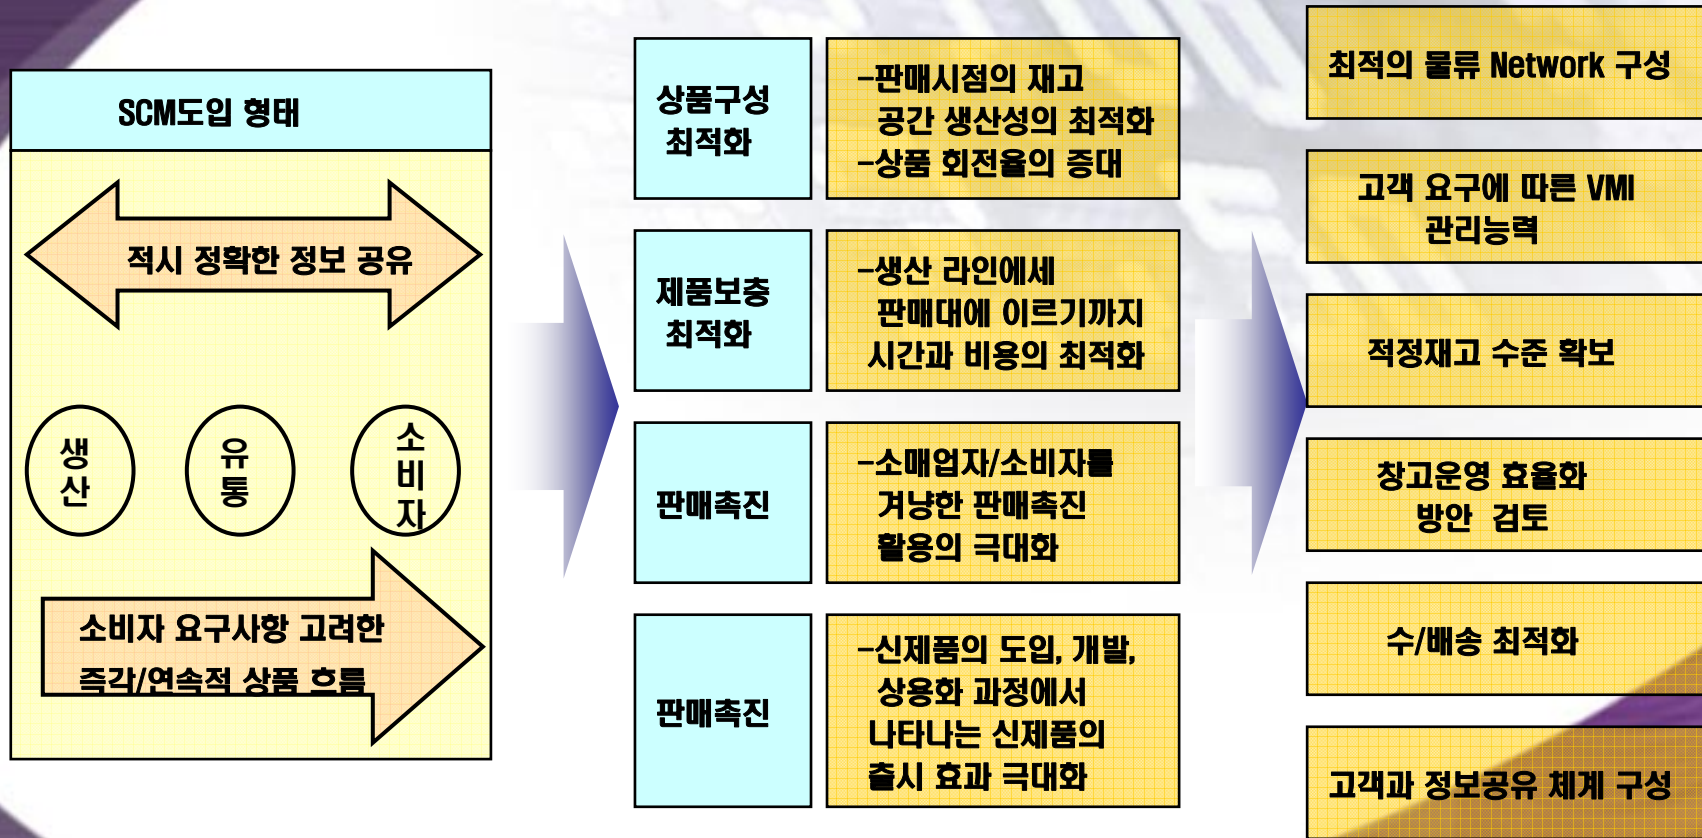 SCM도입 형태
적시 정확한 정보 공유
생
산
유
통
소
비
자
소비자 요구사항 고려한
즉각/연속적 상품 흐름
상품구성
최적화
-판매시점의 재고
공간 생산성의 최적화
-상품 회전율의 증대
제품보충
최적화
-생산 라인에세
판매대에 이르기까지
시간과 비용의 최적화
판매촉진
-소매업자/소비자를
겨냥한 판매촉진
활용의 극대화
판매촉진
-신제품의 도입, 개발,
상용화 과정에서
나타나는 신제품의
출시 효과 극대화
최적의 물류 Network 구성
고객 요구에 따른 VMI
관리능력
적정재고 수준 확보
창고운영 효율화
방안 검토
수/배송 최적화
고객과 정보공유 체계 구성